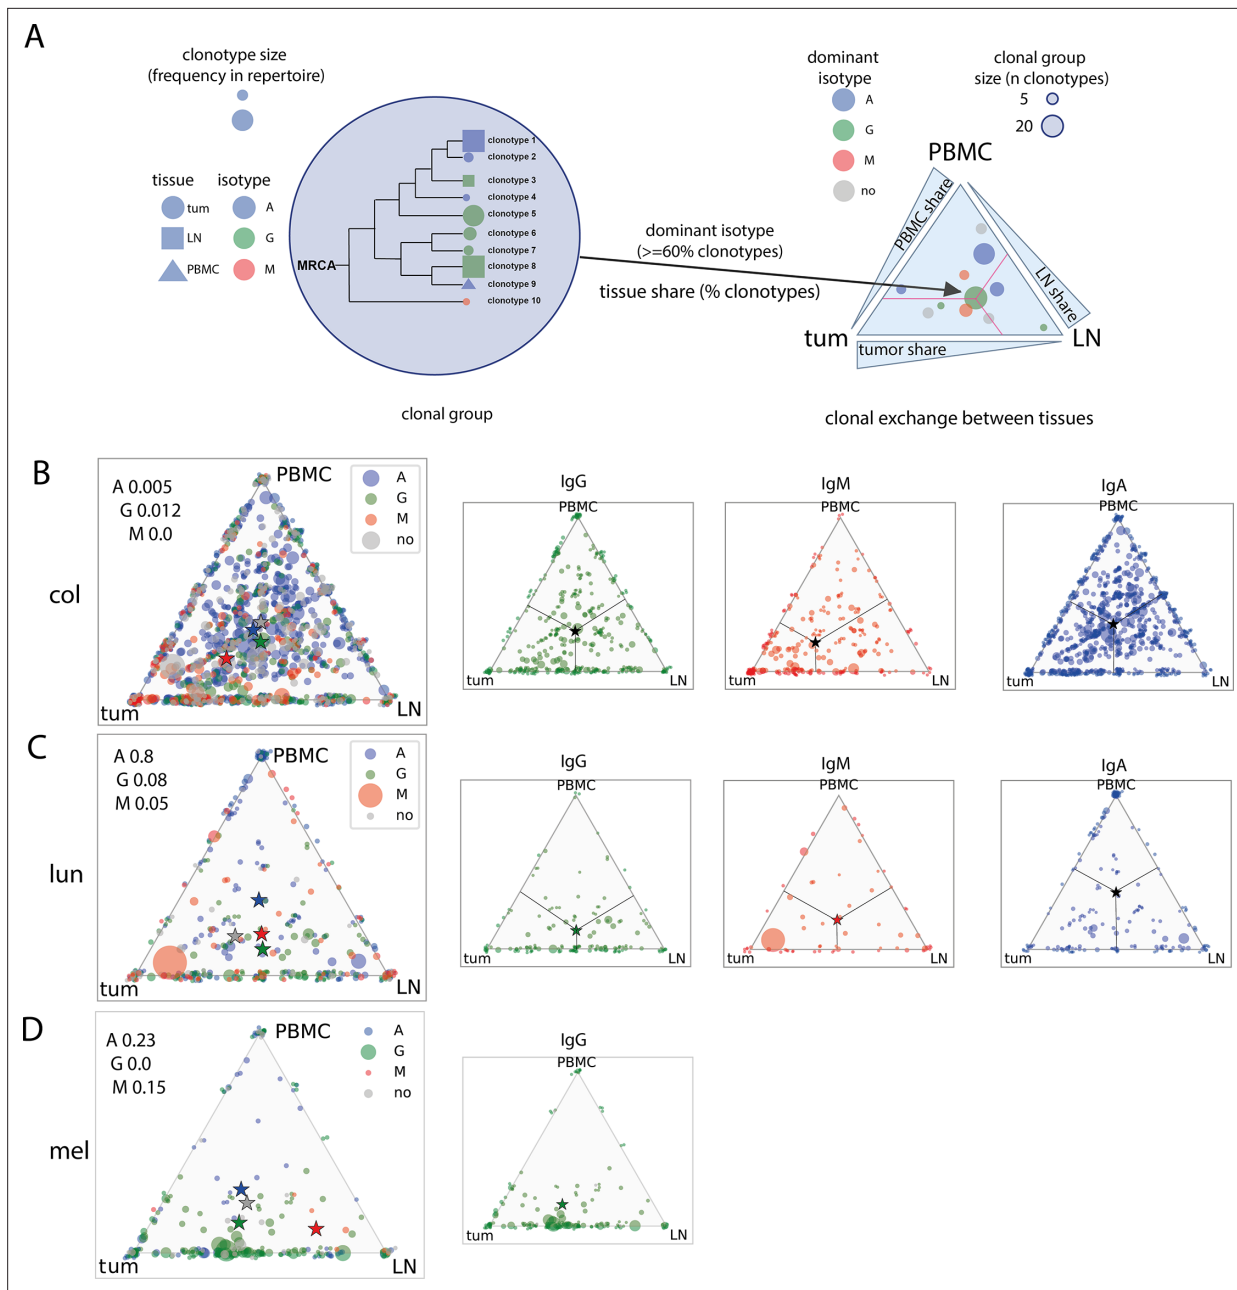 A
clonotype size
(frequency in repertoire)
tissue
isotype
tum
A
LN
G
PBMC
M
MRCA
clonotype 1
clonotype 2
clonotype 3
clonotype 4
clonotype 5
clonotype 6
clonotype 7
clonotype 8
clonotype 9
clonotype 10
clonal group
dominant isotype
(>=60% clonotypes)
tissue share (% clonotypes)
dominant
isotype
A
G
M
no
clonal group
size (n clonotypes)
5
20
PBMC
PBMC share
LN share
tum
LN
tumor share
clonal exchange between tissues
B
col
A 0.005
G 0.012
M 0.0
PBMC
A
G
M
no
tum
LN
IgG
PBMC
tum
LN
IgM
PBMC
tum
LN
IgA
PBMC
tum
LN
C
lun
A 0.8
G 0.08
M 0.05
PBMC
A
G
M
no
tum
LN
IgG
PBMC
tum
LN
IgM
PBMC
tum
LN
IgA
PBMC
tum
LN
D
mel
A 0.23
G 0.0
M 0.15
PBMC
A
G
M
no
tum
LN
IgG
PBMC
tum
LN